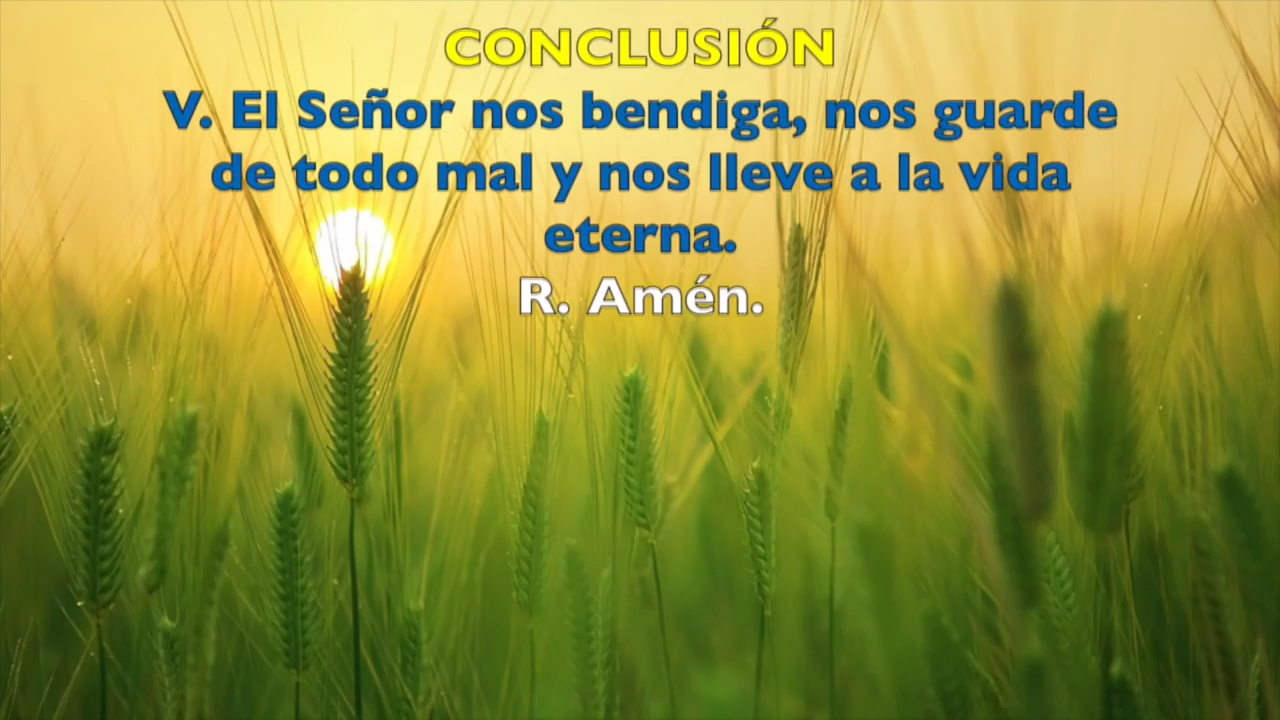 CONCLUSIÓN
V. El Señor nos bendiga, nos guarde
de todo mal y nos lleve a la vida
eterna.
R. Amén.